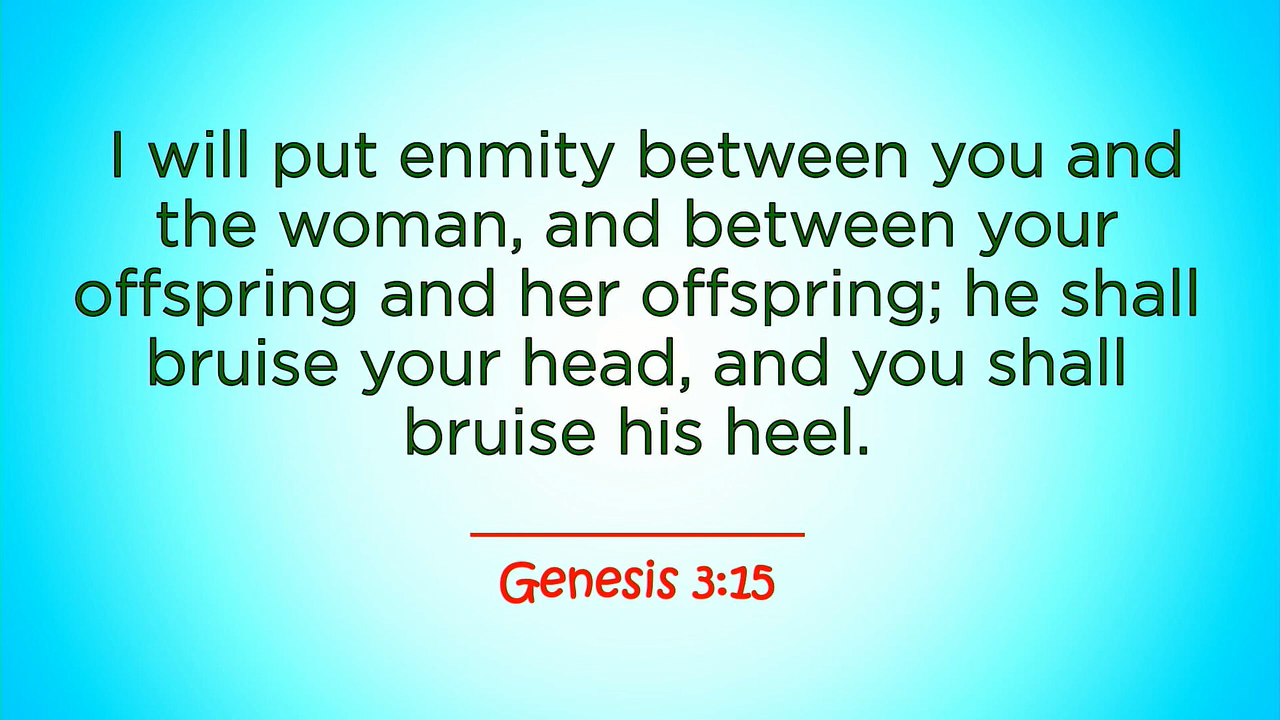 I will put enmity between you and
the woman, and between your
offspring and her offspring; he shall
bruise your head, and you shall
bruise his heel.
Genesis 3:15